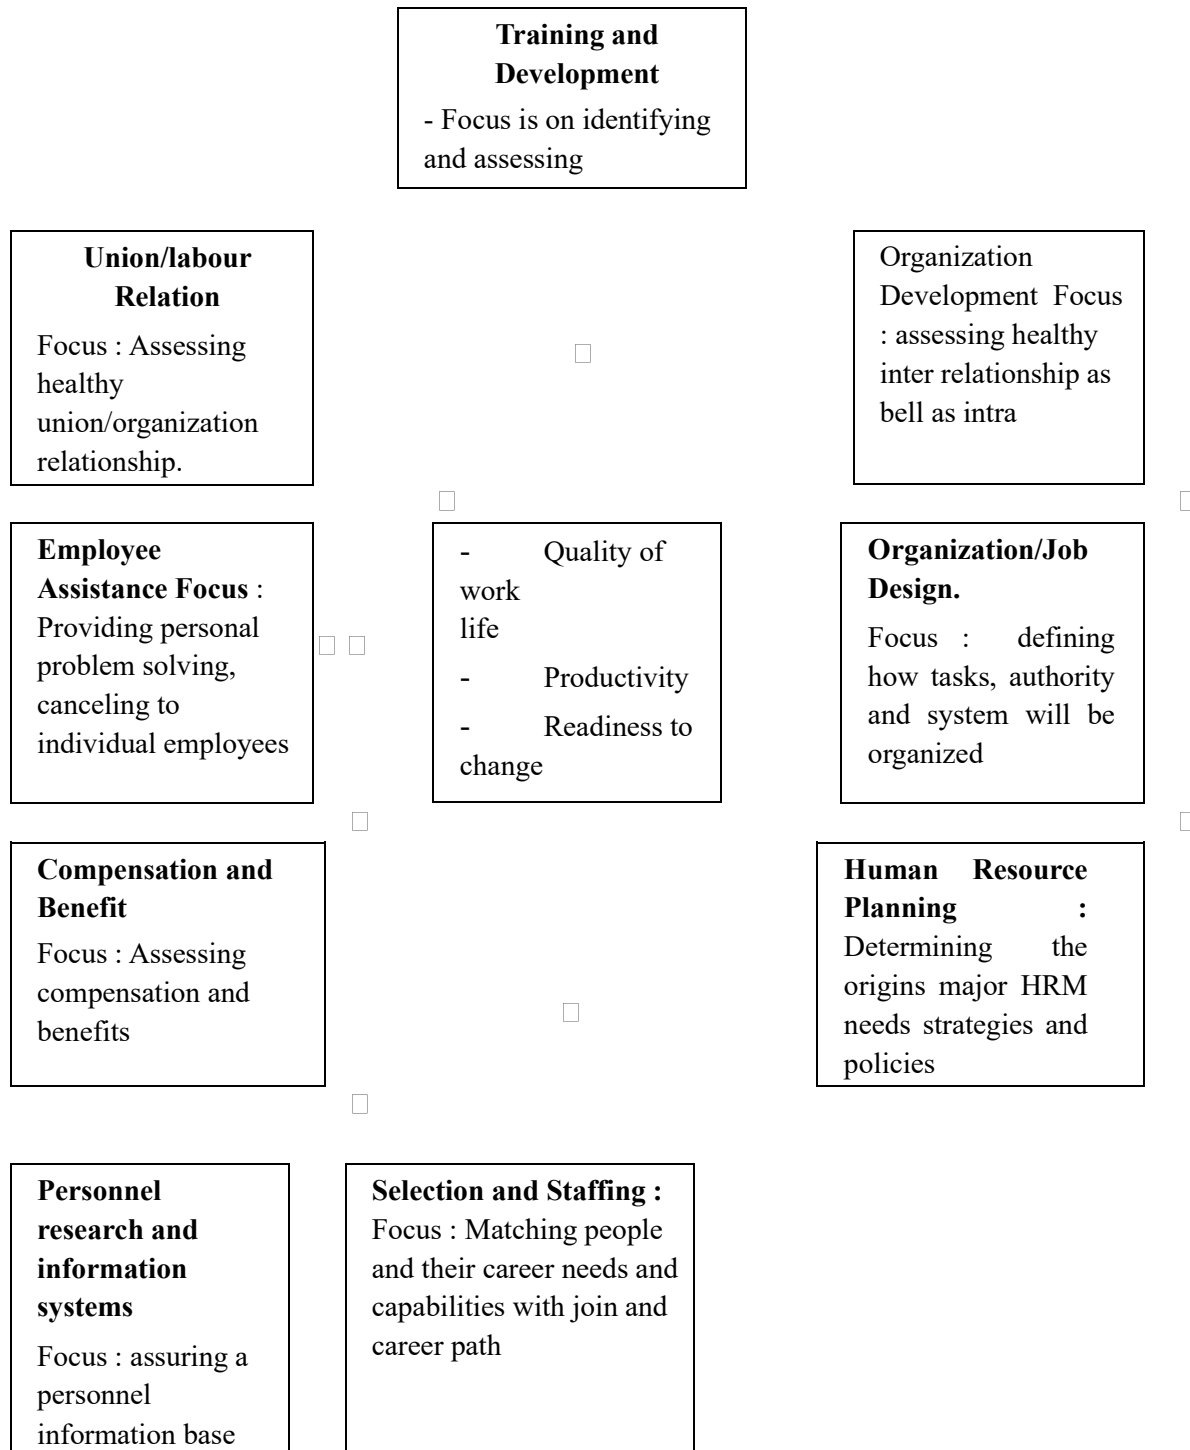 Training and
Development
- Focus is on identifying
and assessing
Union/labour
Relation
Focus : Assessing
healthy
union/organization
relationship.
Organization
Development Focus
: assessing healthy
inter relationship as
bell as intra
Employee
Assistance Focus :
Providing personal
problem solving,
canceling to
individual employees
- Quality of
work
life
- Productivity
- Readiness to
change
Organization/Job
Design.
Focus : defining
how tasks, authority
and system will be
organized
Compensation and
Benefit
Focus : Assessing
compensation and
benefits
Human Resource
Planning :
Determining the
origins major HRM
needs strategies and
policies
Personnel
research and
information
systems
Focus : assuring a
personnel
information base
Selection and Staffing :
Focus : Matching people
and their career needs and
capabilities with join and
career path